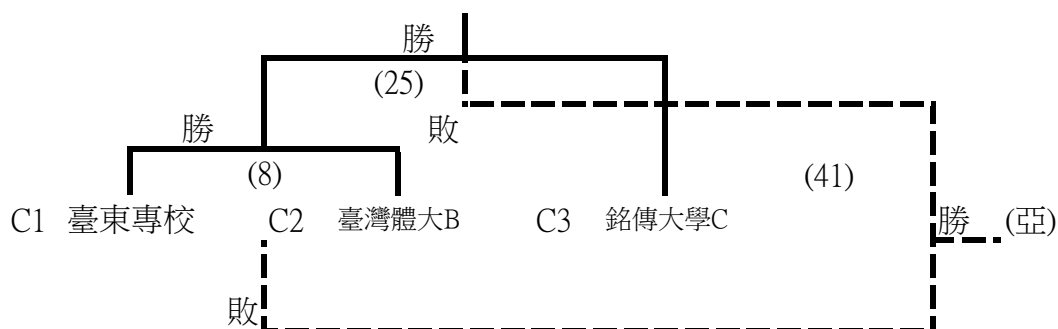 勝
(25)
勝
敗
(8)
(41)
C1 臺東專校 C2 臺灣體大B C3 銘傳大學C
勝 (亞)
敗